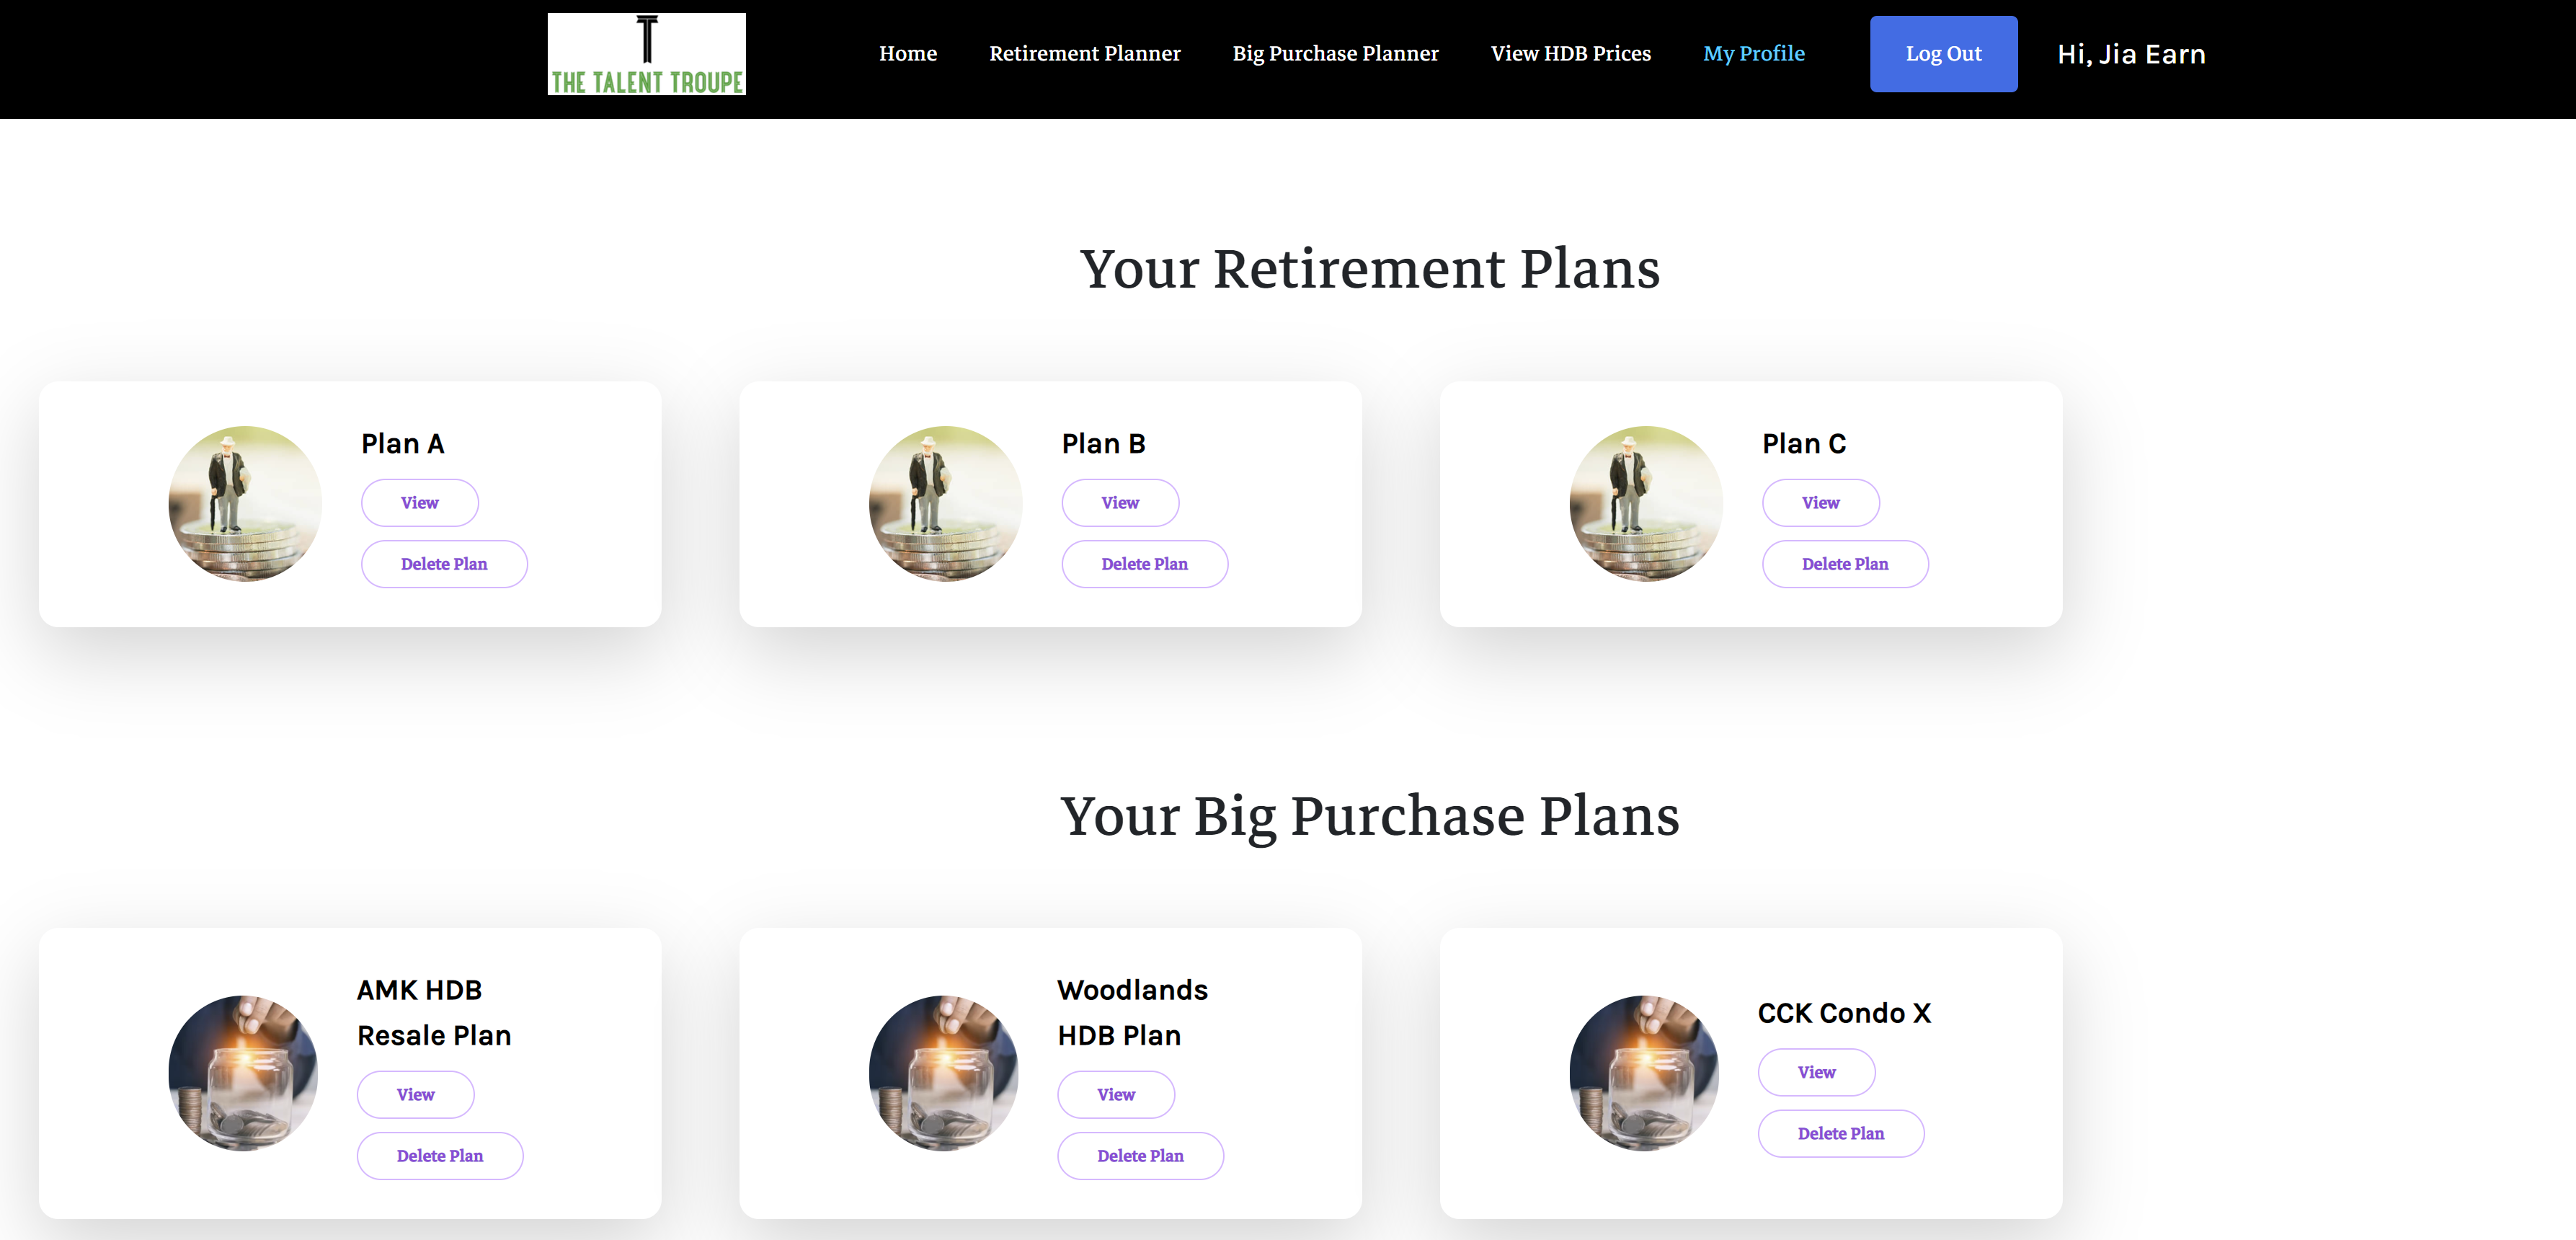 THE TALENT TROUPE
Home Retirement Planner Big Purchase Planner View HDB Prices My Profile Log Out Hi, Jia Earn
Your Retirement Plans
Plan A
View
Delete Plan
Plan B
View
Delete Plan
Plan C
View
Delete Plan
Your Big Purchase Plans
AMK HDB
Resale Plan
View
Delete Plan
Woodlands
HDB Plan
View
Delete Plan
CCK Condo X
View
Delete Plan